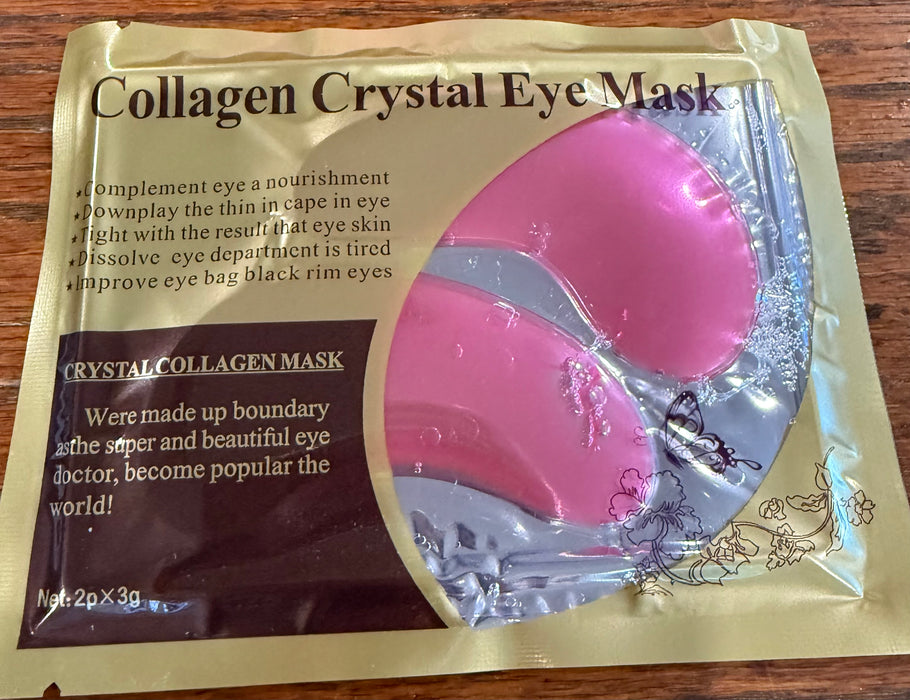 Collagen Crystal Eye Mask
★Complement eye a nourishment
★Downplay the thin in cape in eye
★Tight with the result that eye skin
★Dissolve eye department is tired
★Improve eye bag black rim eyes
CRYSTAL COLLAGEN MASK
Were made up boundary
asthe super and beautiful eye
doctor, become popular the
world!
Net:2p×3g